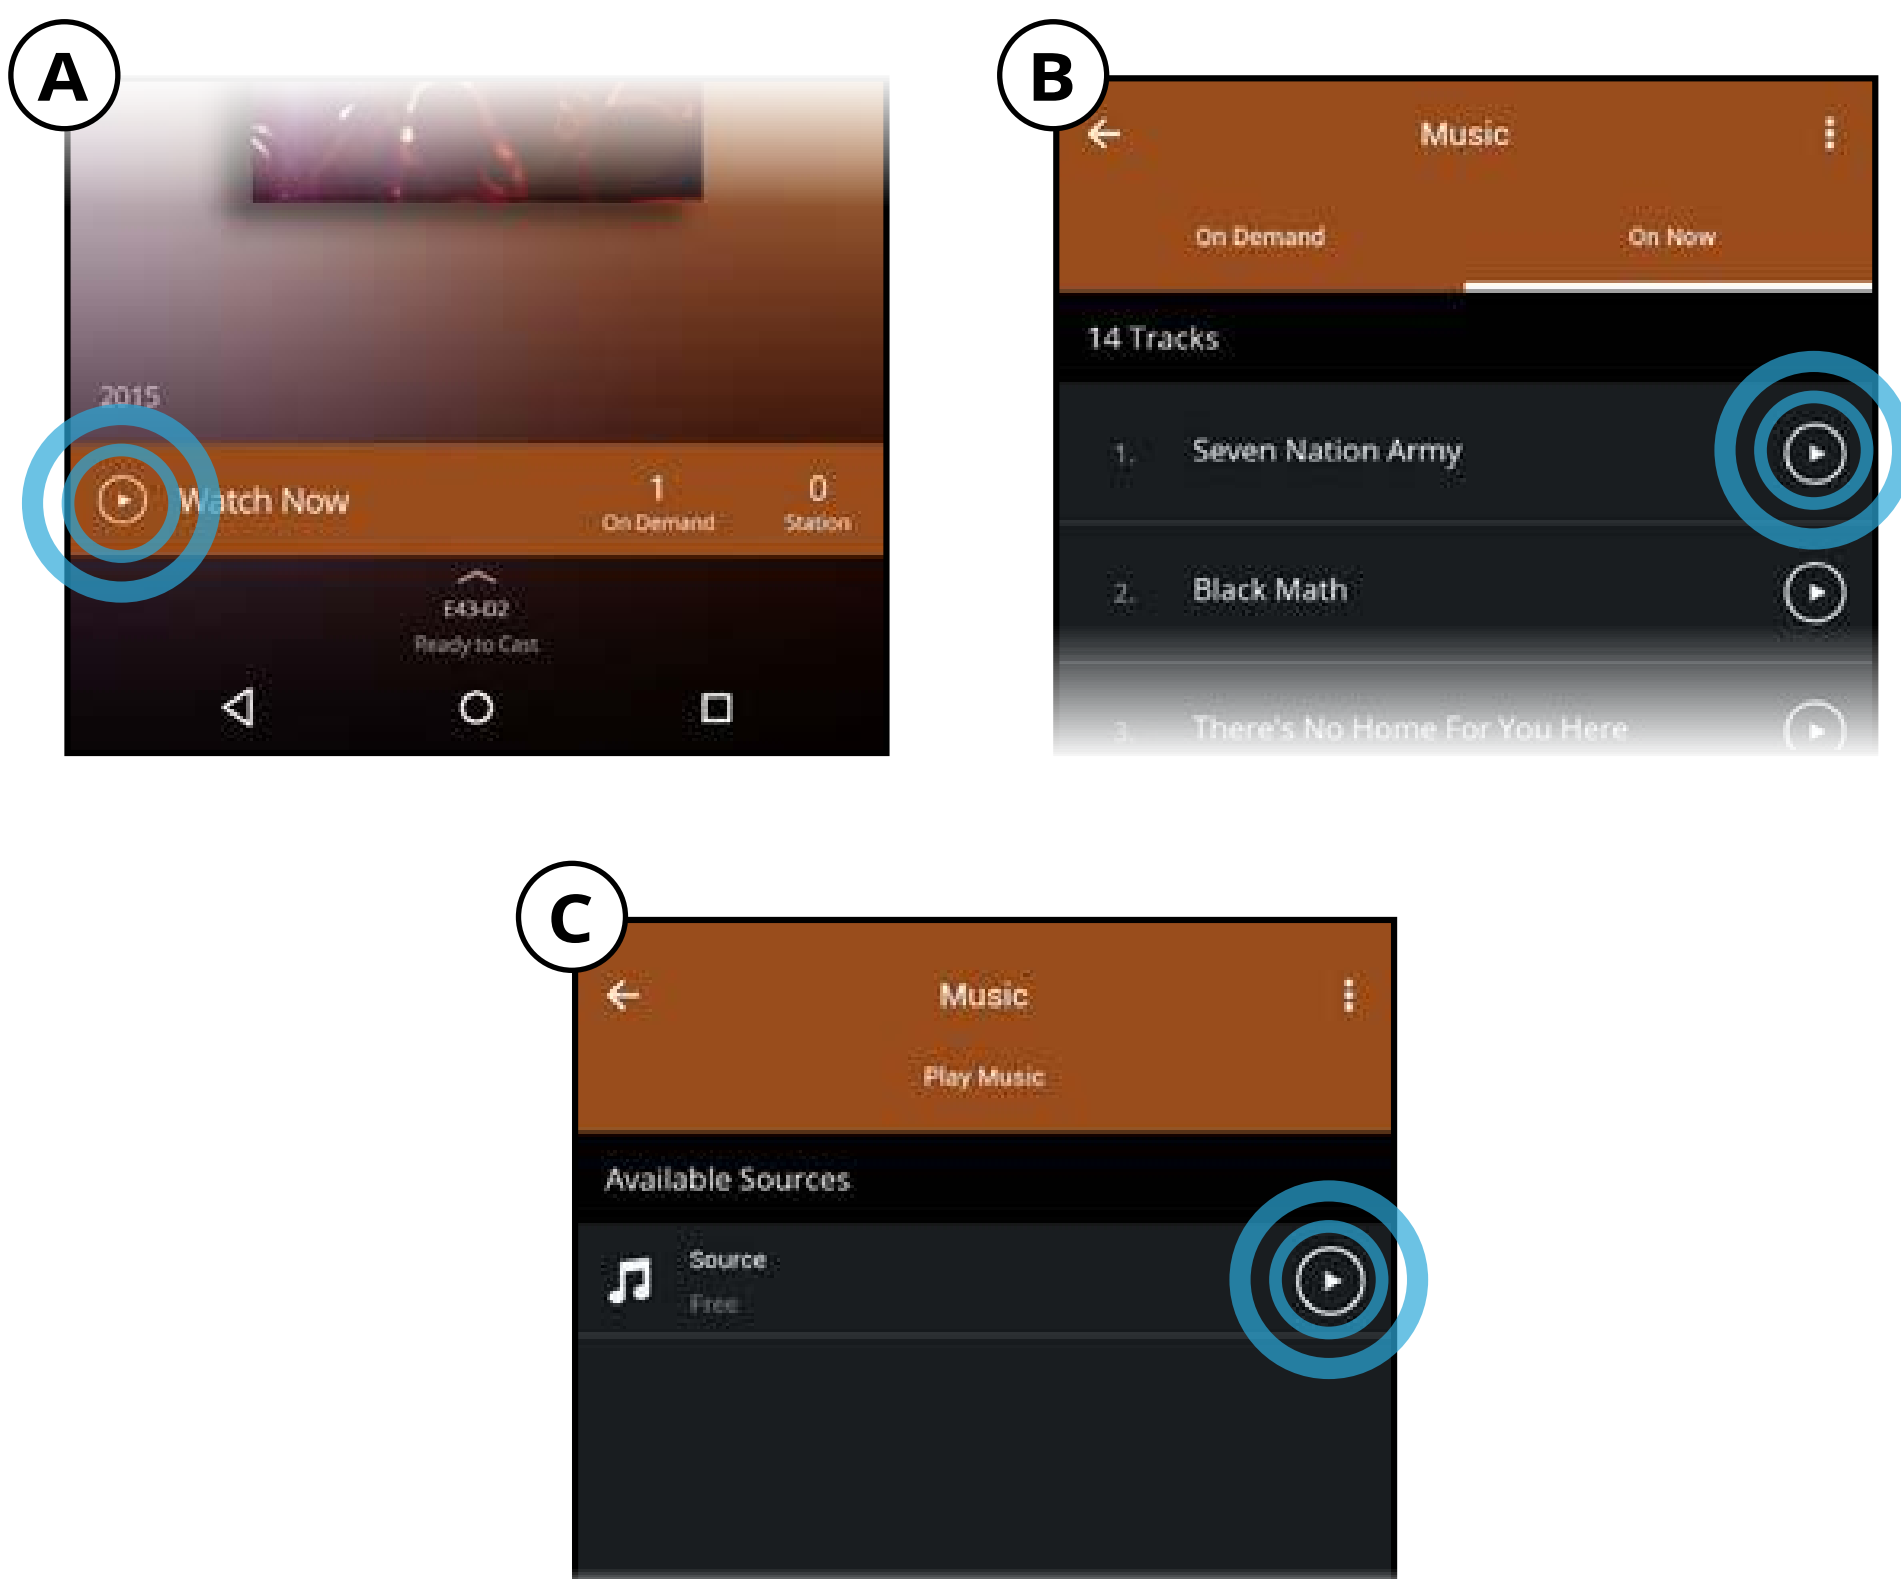 A
2015
Watch Now
1
On Demand
0
Station
E43-D2
Ready to Cast
B
Music
On Demand
On Now
14 Tracks
1. Seven Nation Army
2. Black Math
3. There's No Home For You Here
C
Music
Play Music
Available Sources
Source
Free